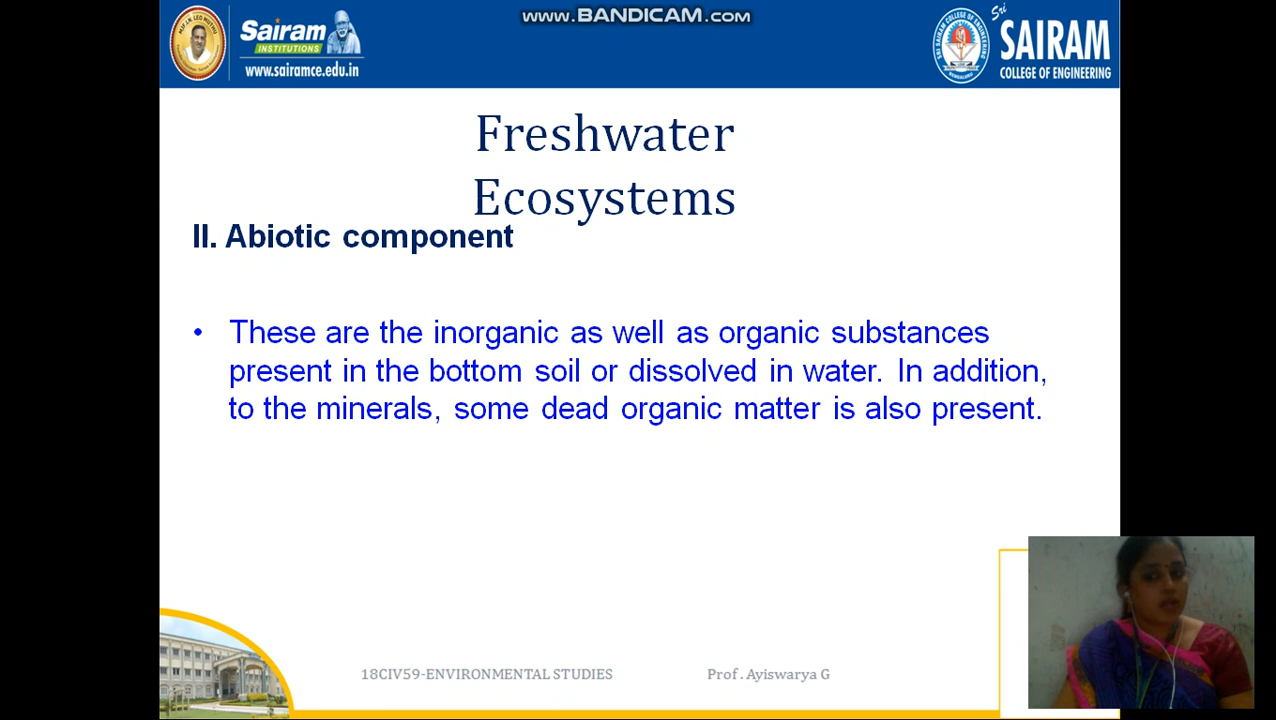 www.BANDICAM.com
Sairam
INSTITUTIONS
www.sairamce.edu.in
Sri
SAIRAM
COLLEGE OF ENGINEERING
Freshwater
Ecosystems
II. Abiotic component
• These are the inorganic as well as organic substances
present in the bottom soil or dissolved in water. In addition,
to the minerals, some dead organic matter is also present.
18CIV59-ENVIRONMENTAL STUDIES
Prof . Ayiswarya G